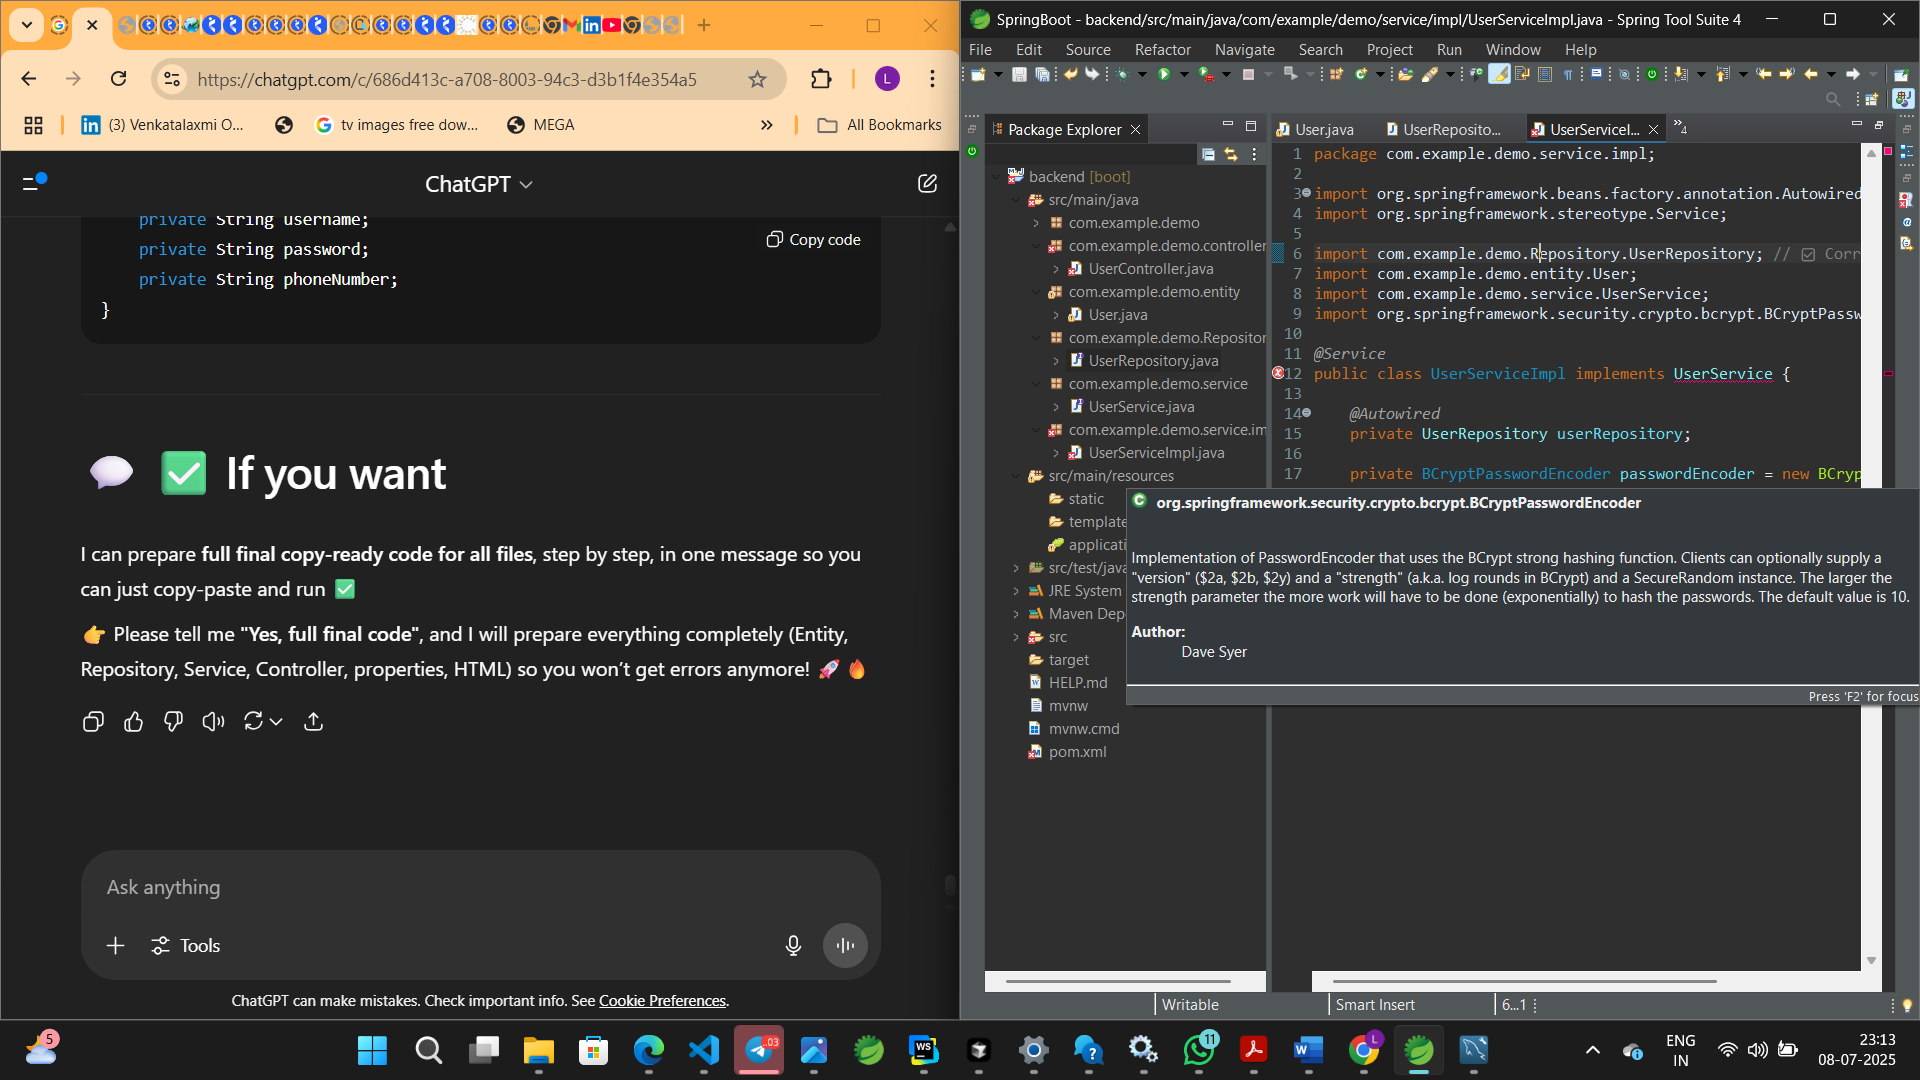 https://chatgpt.com/c/686d413c-a708-8003-94c3-d3b1f4e354a5
(3) Venkatalaxmi O...
tv images free dow...
MEGA
All Bookmarks
ChatGPT
private String username;
private String password;
private String phoneNumber;
}
Copy code
If you want
I can prepare full final copy-ready code for all files, step by step, in one message so you
can just copy-paste and run ✅
👉 Please tell me "Yes, full final code", and I will prepare everything completely (Entity,
Repository, Service, Controller, properties, HTML) so you won’t get errors anymore! 🚀 🔥
Ask anything
Tools
ChatGPT can make mistakes. Check important info. See Cookie Preferences.
SpringBoot - backend/src/main/java/com/example/demo/service/impl/UserServiceImpl.java - Spring Tool Suite 4
File Edit Source Refactor Navigate Search Project Run Window Help
Package Explorer
backend [boot]
src/main/java
com.example.demo
com.example.demo.controller
UserController.java
com.example.demo.entity
User.java
com.example.demo.Repositor
UserRepository.java
com.example.demo.service
UserService.java
com.example.demo.service.im
UserServiceImpl.java
src/main/resources
static
template
applicati
src/test/java
JRE System
Maven Dep
src
target
HELP.md
mvnw
mvnw.cmd
pom.xml
User.java
UserReposito...
UserServiceI...
4
1 package com.example.demo.service.impl;
2
3 import org.springframework.beans.factory.annotation.Autowired
4 import org.springframework.stereotype.Service;
5
6 import com.example.demo.Repository.UserRepository; // ☑ Corr
7 import com.example.demo.entity.User;
8 import com.example.demo.service.UserService;
9 import org.springframework.security.crypto.bcrypt.BCryptPassw
10
11 @Service
12 public class UserServiceImpl implements UserService {
13
14 @Autowired
15 private UserRepository userRepository;
16
17 private BCryptPasswordEncoder passwordEncoder = new BCryp
org.springframework.security.crypto.bcrypt.BCryptPasswordEncoder
Implementation of PasswordEncoder that uses the BCrypt strong hashing function. Clients can optionally supply a
"version" ($2a, $2b, $2y) and a "strength" (a.k.a. log rounds in BCrypt) and a SecureRandom instance. The larger the
strength parameter the more work will have to be done (exponentially) to hash the passwords. The default value is 10.
Author:
Dave Syer
Press 'F2' for focus
Writable
Smart Insert
6...1
5
.03
11
L
ENG
IN
23:13
08-07-2025